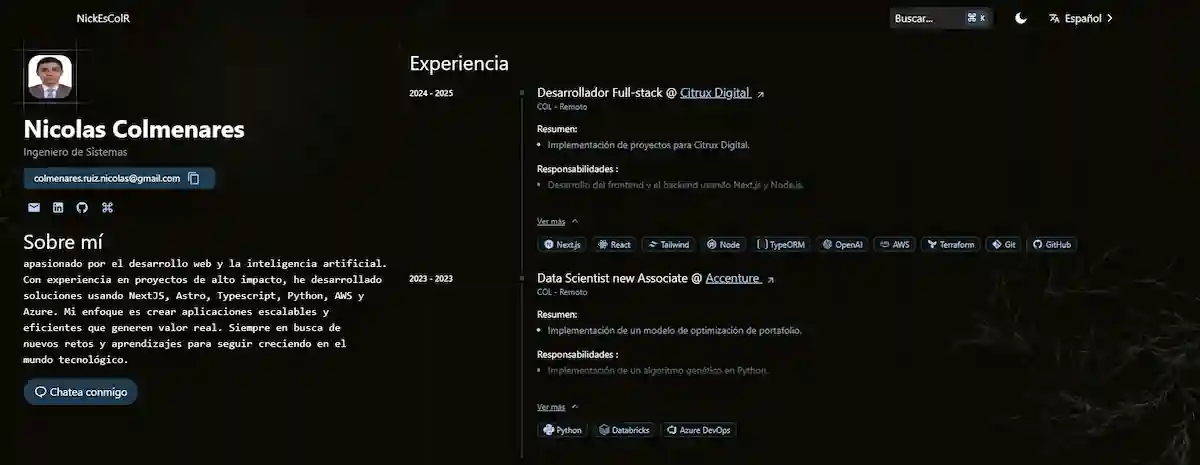 NickEsColR
Buscar... ⌘ K
Español
Nicolas Colmenares
Ingeniero de Sistemas
colmenares.ruiz.nicolas@gmail.com
Sobre mí
apasionado por el desarrollo web y la inteligencia artificial.
Con experiencia en proyectos de alto impacto, he desarrollado
soluciones usando NextJS, Astro, Typescript, Python, AWS y
Azure. Mi enfoque es crear aplicaciones escalables y
eficientes que generen valor real. Siempre en busca de
nuevos retos y aprendizajes para seguir creciendo en el
mundo tecnológico.
Chatea conmigo
Experiencia
2024 - 2025
Desarrollador Full-stack @ Citrux Digital
COL - Remoto
Resumen:
• Implementación de proyectos para Citrux Digital.
Responsabilidades :
• Desarrollo del frontend y el backend usando Next.js y Node.js.
Ver más
Next.js React Tailwind Node TypeORM OpenAI AWS Terraform Git GitHub
2023 - 2023
Data Scientist new Associate @ Accenture
COL - Remoto
Resumen:
• Implementación de un modelo de optimización de portafolio.
Responsabilidades :
• Implementación de un algoritmo genético en Python.
Ver más
Python Databricks Azure DevOps